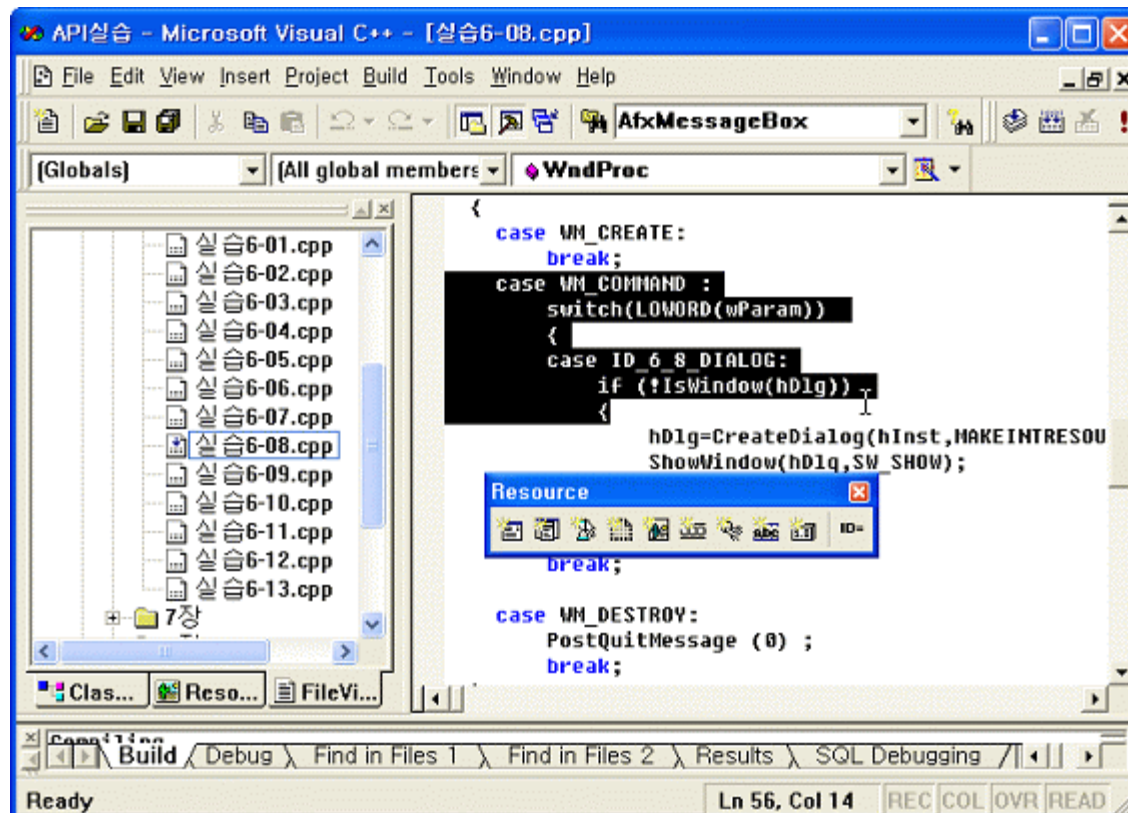 API실습 - Microsoft Visual C++ - [실습6-08.cpp]
File Edit View Insert Project Build Tools Window Help
AfxMessageBox
(Globals) (All global members WndProc
실습6-01.cpp
실습6-02.cpp
실습6-03.cpp
실습6-04.cpp
실습6-05.cpp
실습6-06.cpp
실습6-07.cpp
실습6-08.cpp
실습6-09.cpp
실습6-10.cpp
실습6-11.cpp
실습6-12.cpp
실습6-13.cpp
7장
Clas... Reso... FileVi...
{
case WM_CREATE:
break;
case WM_COMMAND :
switch(LOWORD(wParam))
{
case ID_6_8_DIALOG:
if (!IsWindow(hDlg))
{
hDlg=CreateDialog(hInst,MAKEINTRESOU
ShowWindow(hDlg,SW_SHOW);
Resource
ID=
break;
case WM_DESTROY:
PostQuitMessage (0) ;
break;
Compiling
Build Debug Find in Files 1 Find in Files 2 Results SQL Debugging
Ready Ln 56, Col 14 REC COL OVR READ